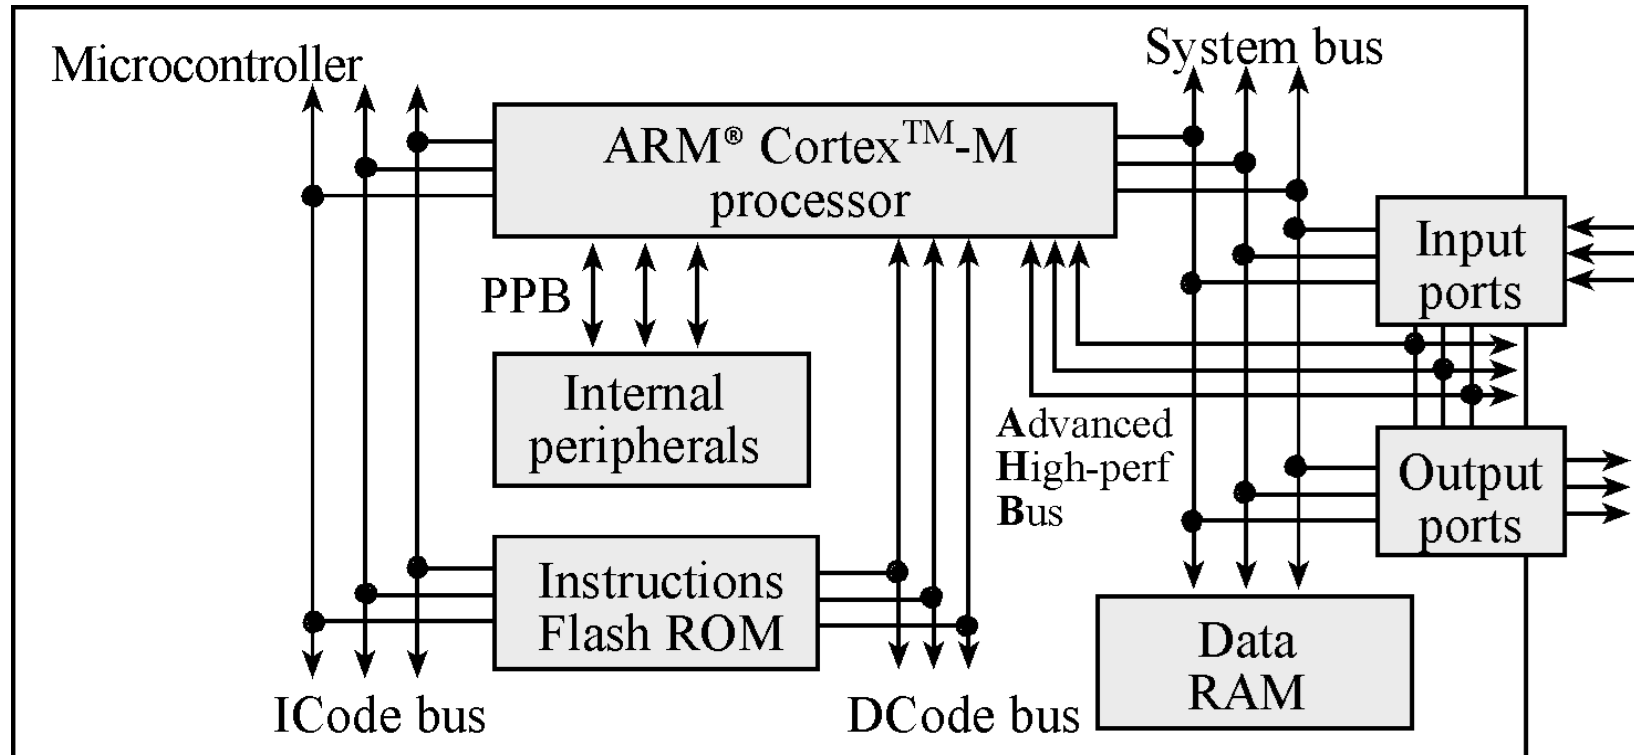 Microcontroller
System bus
ARM® Cortex™-M
processor
Input
ports
PPB
Internal
peripherals
Advanced
High-perf
Bus
Output
ports
Instructions
Flash ROM
Data
RAM
ICode bus
DCode bus